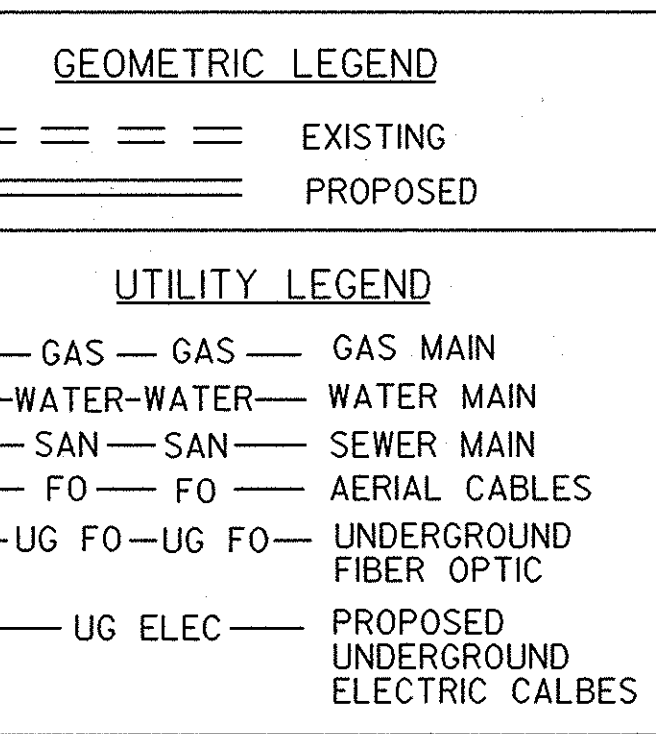 GEOMETRIC LEGEND
EXISTING
PROPOSED
UTILITY LEGEND
GAS GAS GAS MAIN
WATER-WATER WATER MAIN
SAN SAN SEWER MAIN
FO FO AERIAL CABLES
UG FO UG FO UNDERGROUND
FIBER OPTIC
UG ELEC PROPOSED
UNDERGROUND
ELECTRIC CALBES